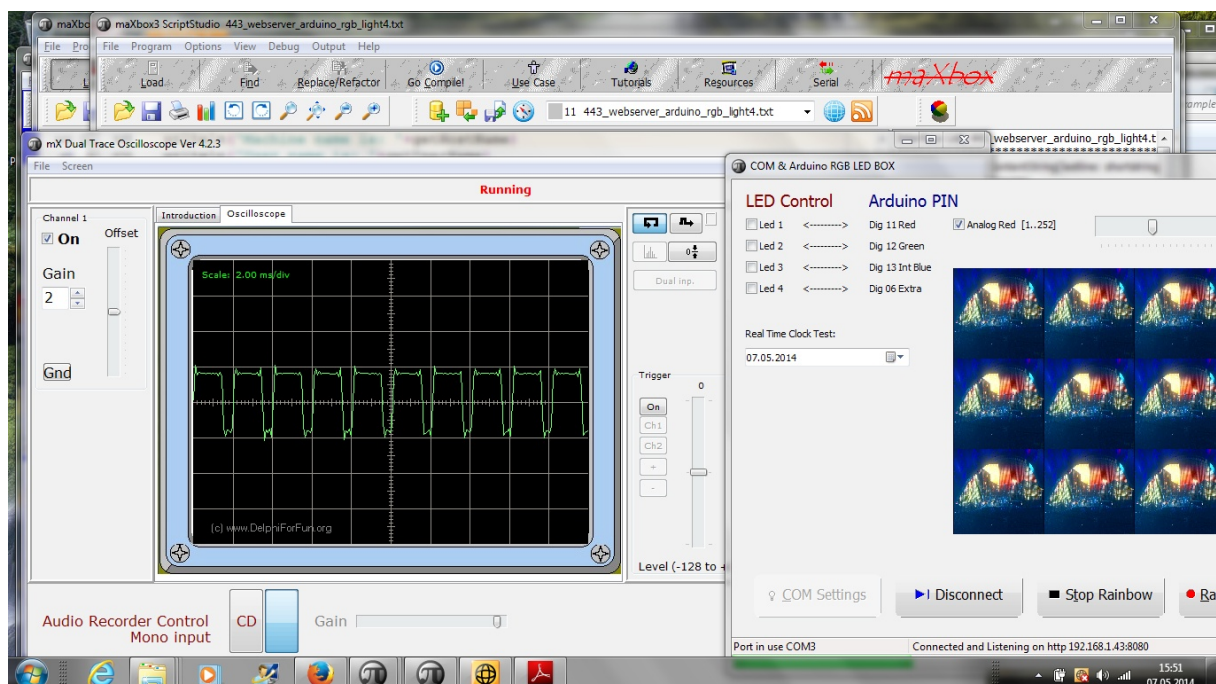 maXbo
maXbox3 ScriptStudio 443_webserver_arduino_rgb_light4.txt
File Pro
File Program Options View Debug Output Help
L
Load Find Replace/Refactor Go Compile! Use Case Tutorials Resources Serial maXbox
11 443_webserver_arduino_rgb_light4.txt
mX Dual Trace Oscilloscope Ver 4.2.3
_webserver_arduino_rgb_light4.t
File Screen
Running
Channel 1
On
Offset
Gain
2
Gnd
Introduction Oscilloscope
Scale: 2.00 ms/div
(c) www.DelphiForFun.org
0
Dual inp.
Trigger
0
On
Ch1
Ch2
+
-
Level (-128 to +
Audio Recorder Control
Mono input
CD
Gain
COM & Arduino RGB LED BOX
LED Control Arduino PIN
Led 1 <---------> Dig 11 Red Analog Red [1..252]
Led 2 <---------> Dig 12 Green
Led 3 <---------> Dig 13 Int Blue
Led 4 <---------> Dig 06 Extra
Real Time Clock Test:
07.05.2014
COM Settings Disconnect Stop Rainbow Ra
Port in use COM3 Connected and Listening on http 192.168.1.43:8080
15:51
07.05.2014